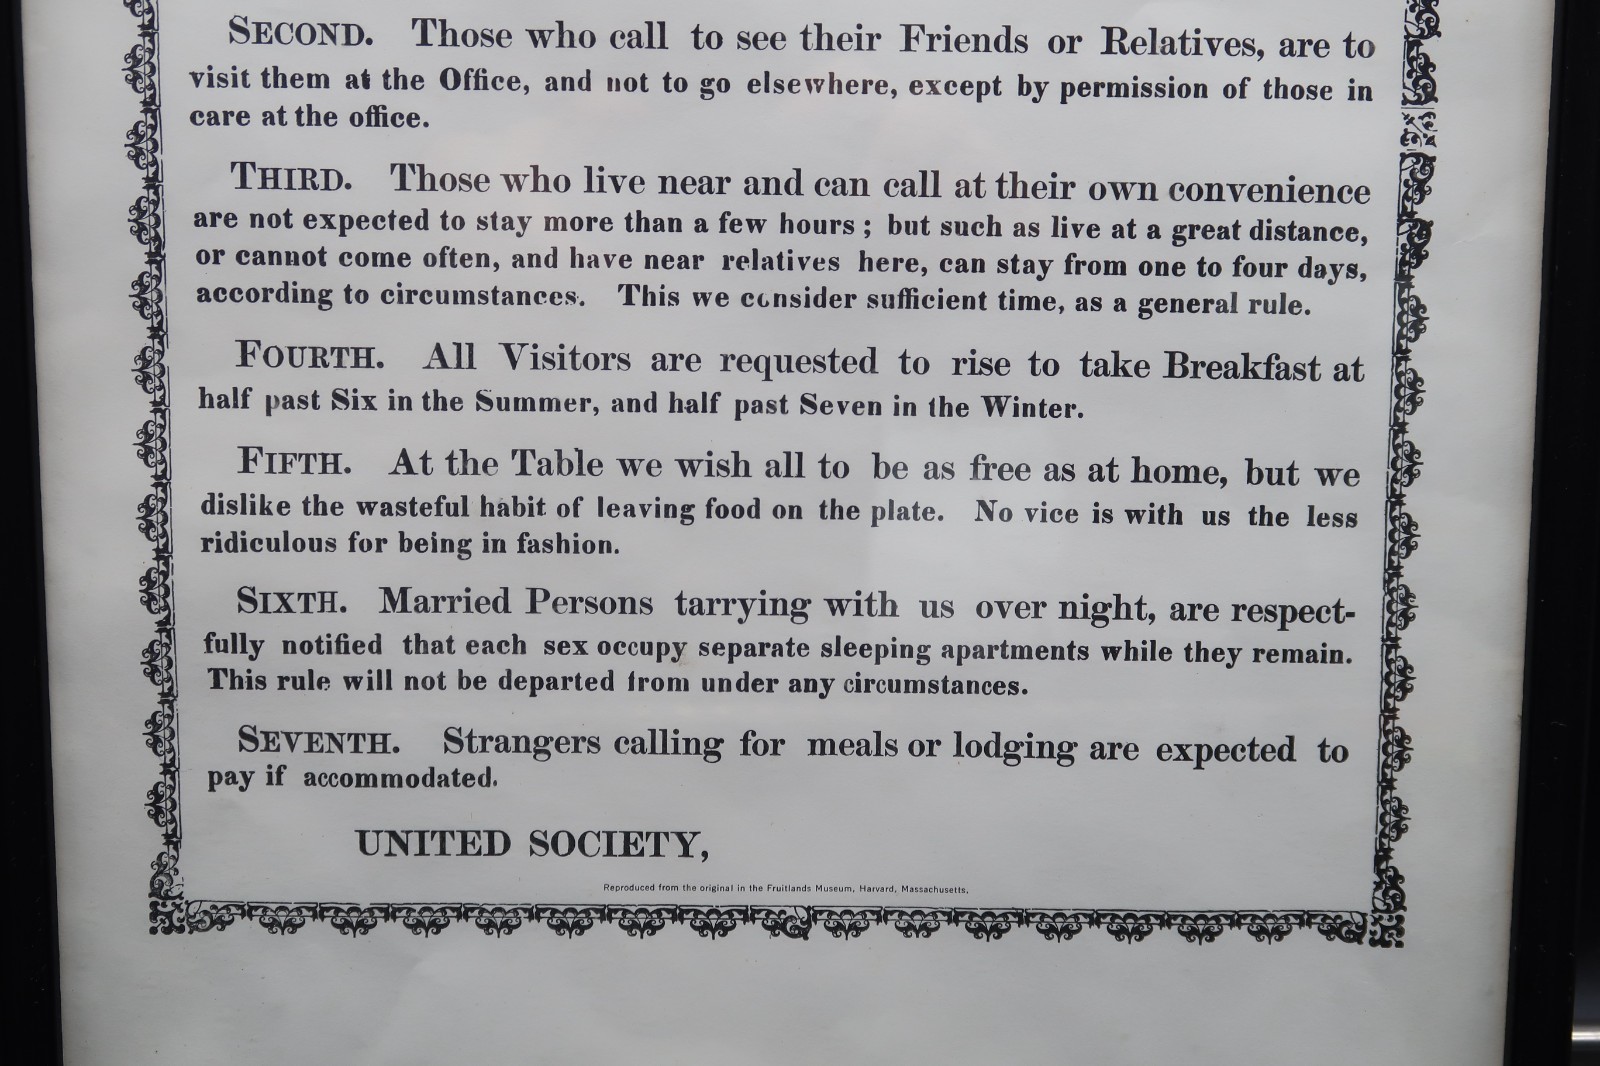 SECOND. Those who call to see their Friends or Relatives, are to
visit them at the Office, and not to go elsewhere, except by permission of those in
care at the office.
THIRD. Those who live near and can call at their own convenience
are not expected to stay more than a few hours; but such as live at a great distance,
or cannot come often, and have near relatives here, can stay from one to four days,
according to circumstances. This we consider sufficient time, as a general rule.
FOURTH. All Visitors are requested to rise to take Breakfast at
half past Six in the Summer, and half past Seven in the Winter.
FIFTH. At the Table we wish all to be as free as at home, but we
dislike the wasteful habit of leaving food on the plate. No vice is with us the less
ridiculous for being in fashion.
SIXTH. Married Persons tarrying with us over night, are respect-
fully notified that each sex occupy separate sleeping apartments while they remain.
This rule will not be departed from under any circumstances.
SEVENTH. Strangers calling for meals or lodging are expected to
pay if accommodated.
UNITED SOCIETY,
Reproduced from the original in the Fruitlands Museum, Harvard, Massachusetts.